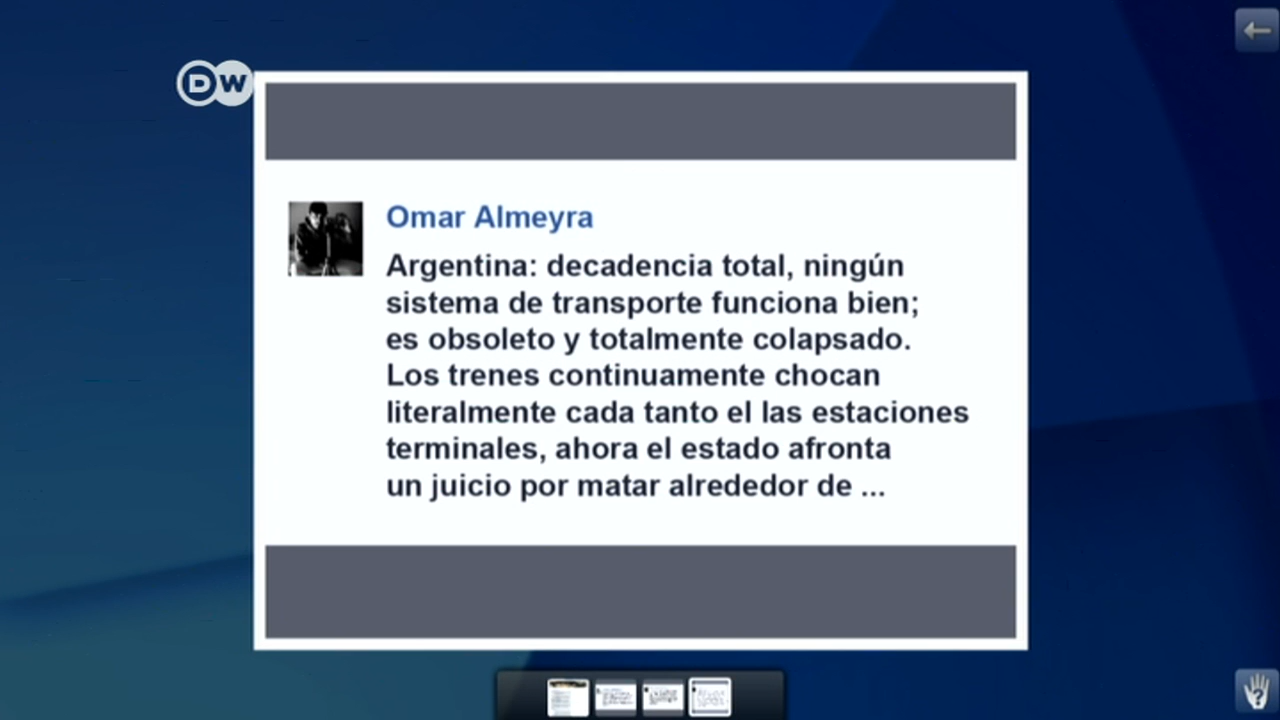 DW
Omar Almeyra
Argentina: decadencia total, ningún
sistema de transporte funciona bien;
es obsoleto y totalmente colapsado.
Los trenes continuamente chocan
literalmente cada tanto el las estaciones
terminales, ahora el estado afronta
un juicio por matar alrededor de ...
?